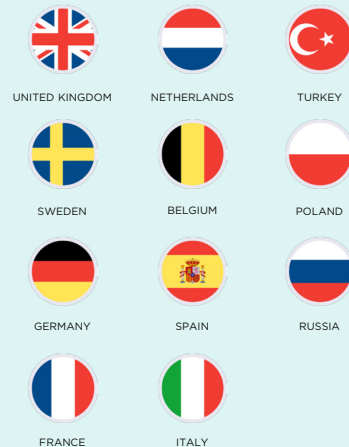 UNITED KINGDOM
NETHERLANDS
TURKEY
SWEDEN
BELGIUM
POLAND
GERMANY
SPAIN
RUSSIA
FRANCE
ITALY